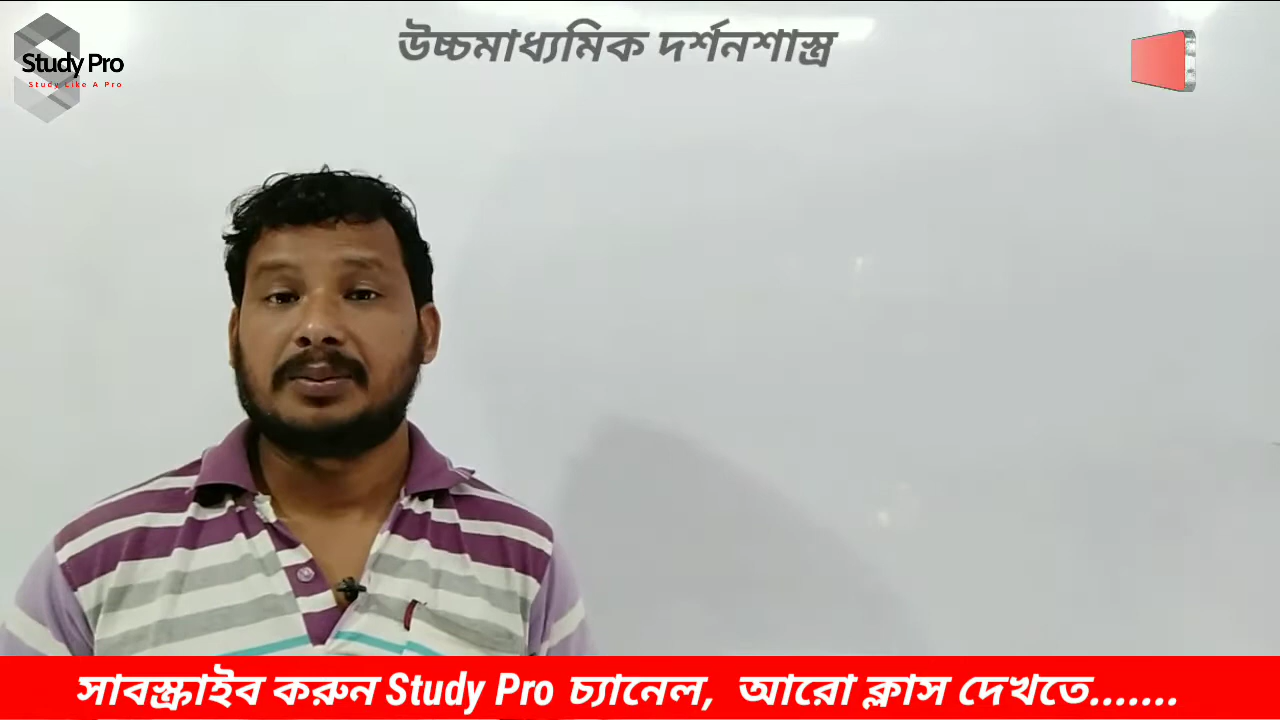 উচ্চমাধ্যমিক দর্শনশাস্ত্র
Study Pro
Study Like A Pro
সাবস্ক্রাইব করুন Study Pro চ্যানেল, আরো ক্লাস দেখতে.......